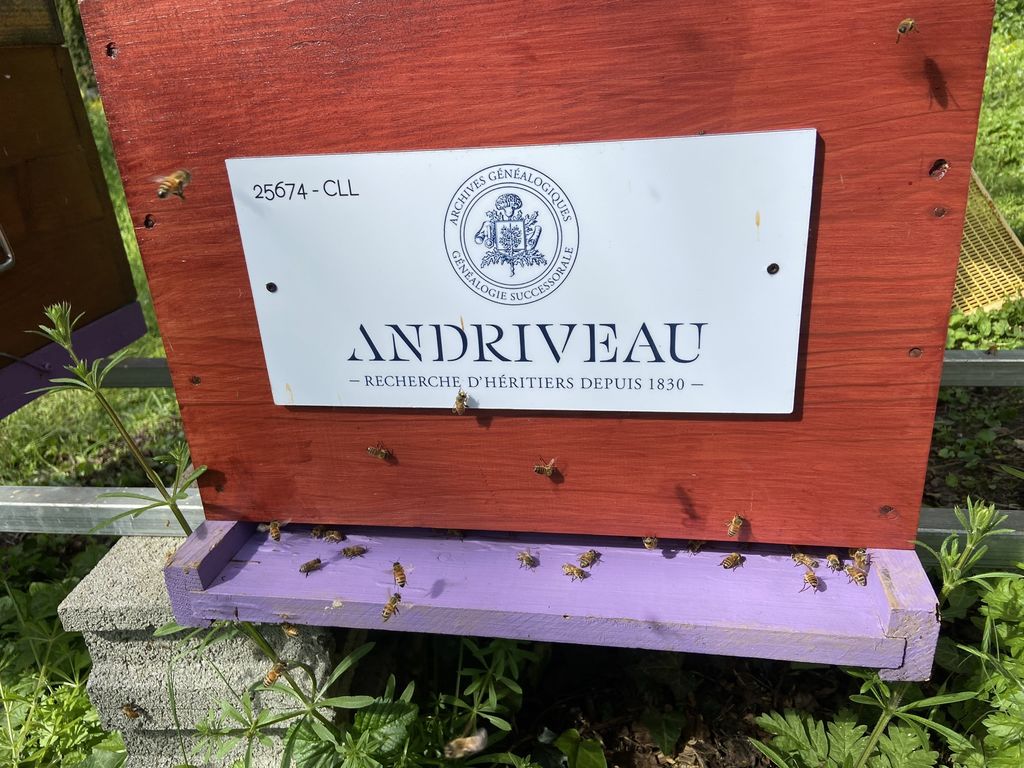 25674 - CLL
ARCHIVES GÉNÉALOGIQUES
GÉNÉALOGIE SUCCESSORALE
ANDRIVEAU
– RECHERCHE D'HÉRITIERS DEPUIS 1830 –